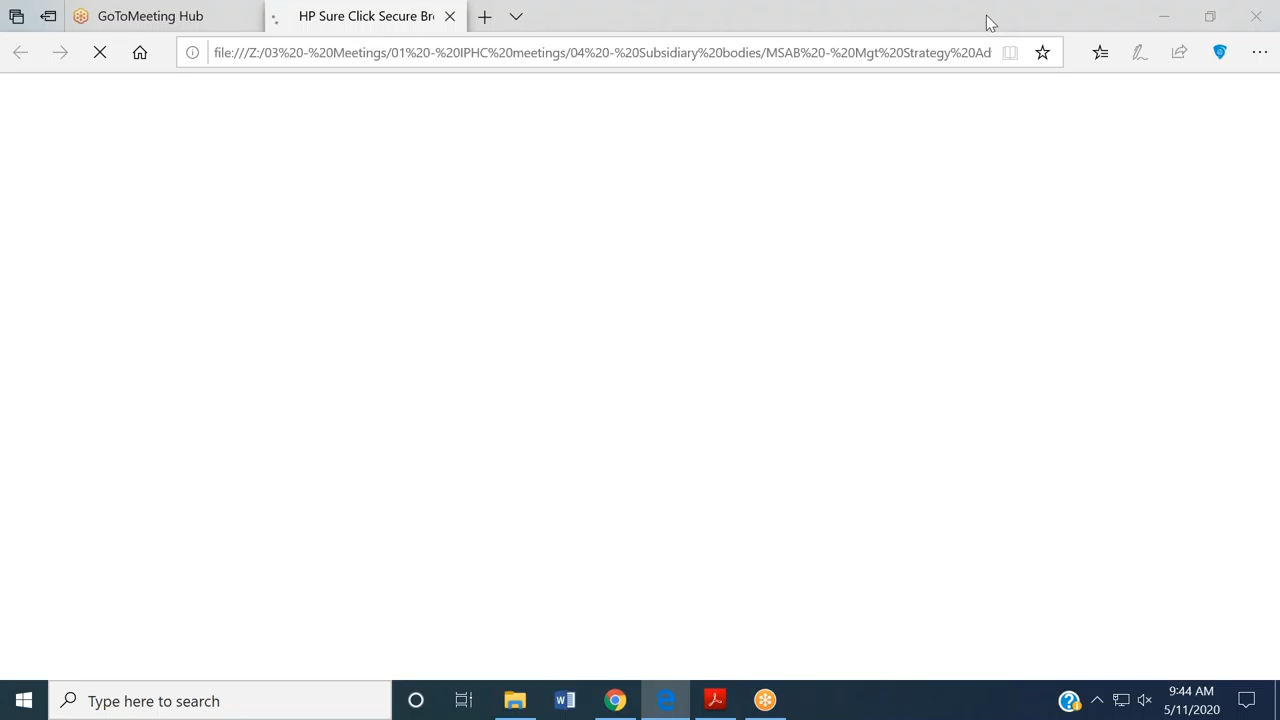 GoToMeeting Hub
HP Sure Click Secure Br
file:///Z:/03%20-%20Meetings/01%20-%20IPHC%20meetings/04%20-%20Subsidiary%20bodies/MSAB%20-%20Mgt%20Strategy%20Ad
Type here to search
9:44 AM
5/11/2020